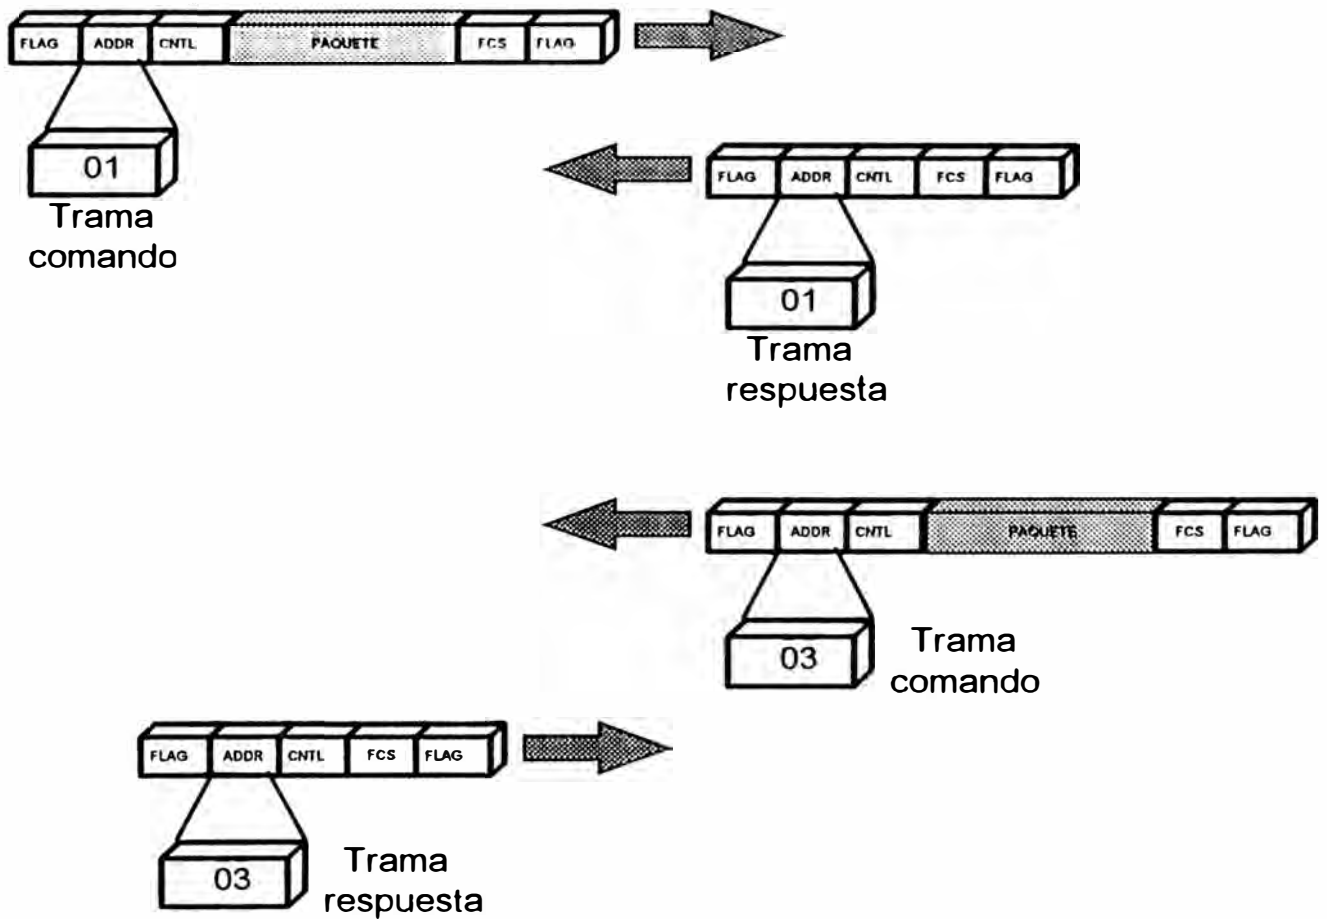 FLAG ADDR CNTL PAQUETE FCS FLAG
01
Trama
comando
FLAG ADDR CNTL FCS FLAG
01
Trama
respuesta
FLAG ADDR CNTL PAQUETE FCS FLAG
03
Trama
comando
FLAG ADDR CNTL FCS FLAG
03
Trama
respuesta